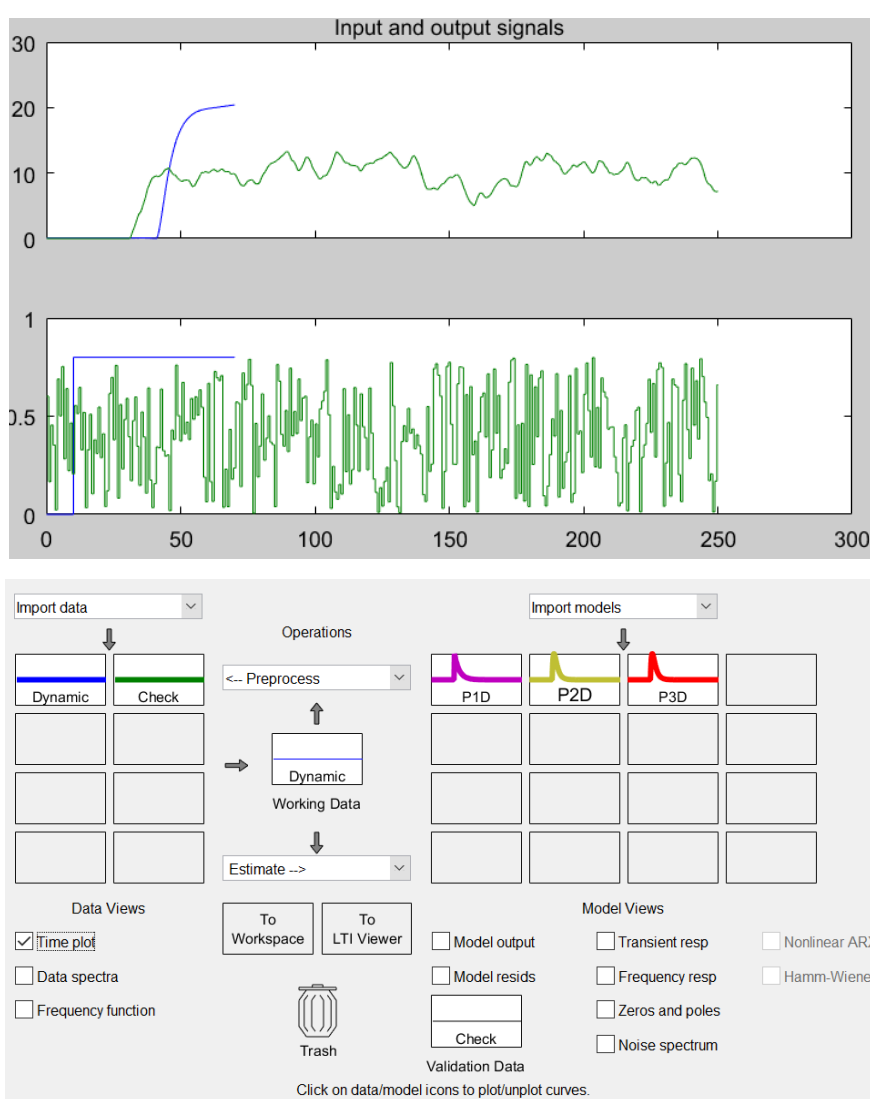 Input and output signals
30
20
10
0
1
0.5
0
0 50 100 150 200 250 300
Import data
Import models
Operations
<-- Preprocess
Dynamic
Check
P1D
P2D
P3D
Dynamic
Working Data
Estimate -->
Data Views
Model Views
To Workspace
To LTI Viewer
Time plot
Model output
Transient resp
Nonlinear ARX
Data spectra
Model resids
Frequency resp
Hamm-Wiene
Frequency function
Zeros and poles
Trash
Check
Noise spectrum
Validation Data
Click on data/model icons to plot/unplot curves.